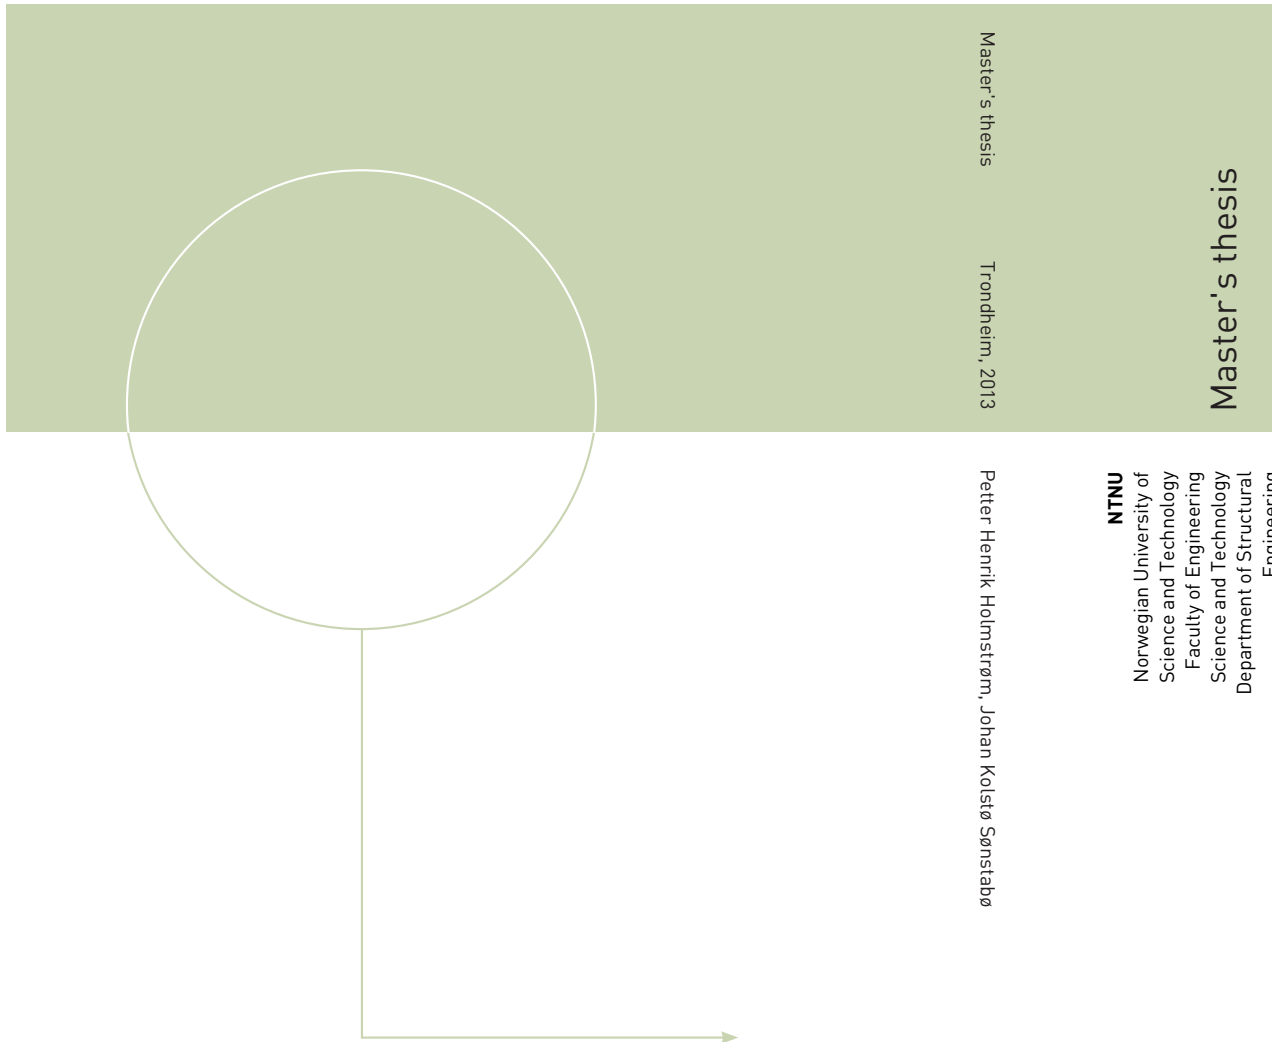 Master's thesis
Trondheim, 2013
Petter Henrik Holmstrøm, Johan Kolstø Sønstabø
Master's thesis
NTNU
Norwegian University of
Science and Technology
Faculty of Engineering
Science and Technology
Department of Structural
Engineering